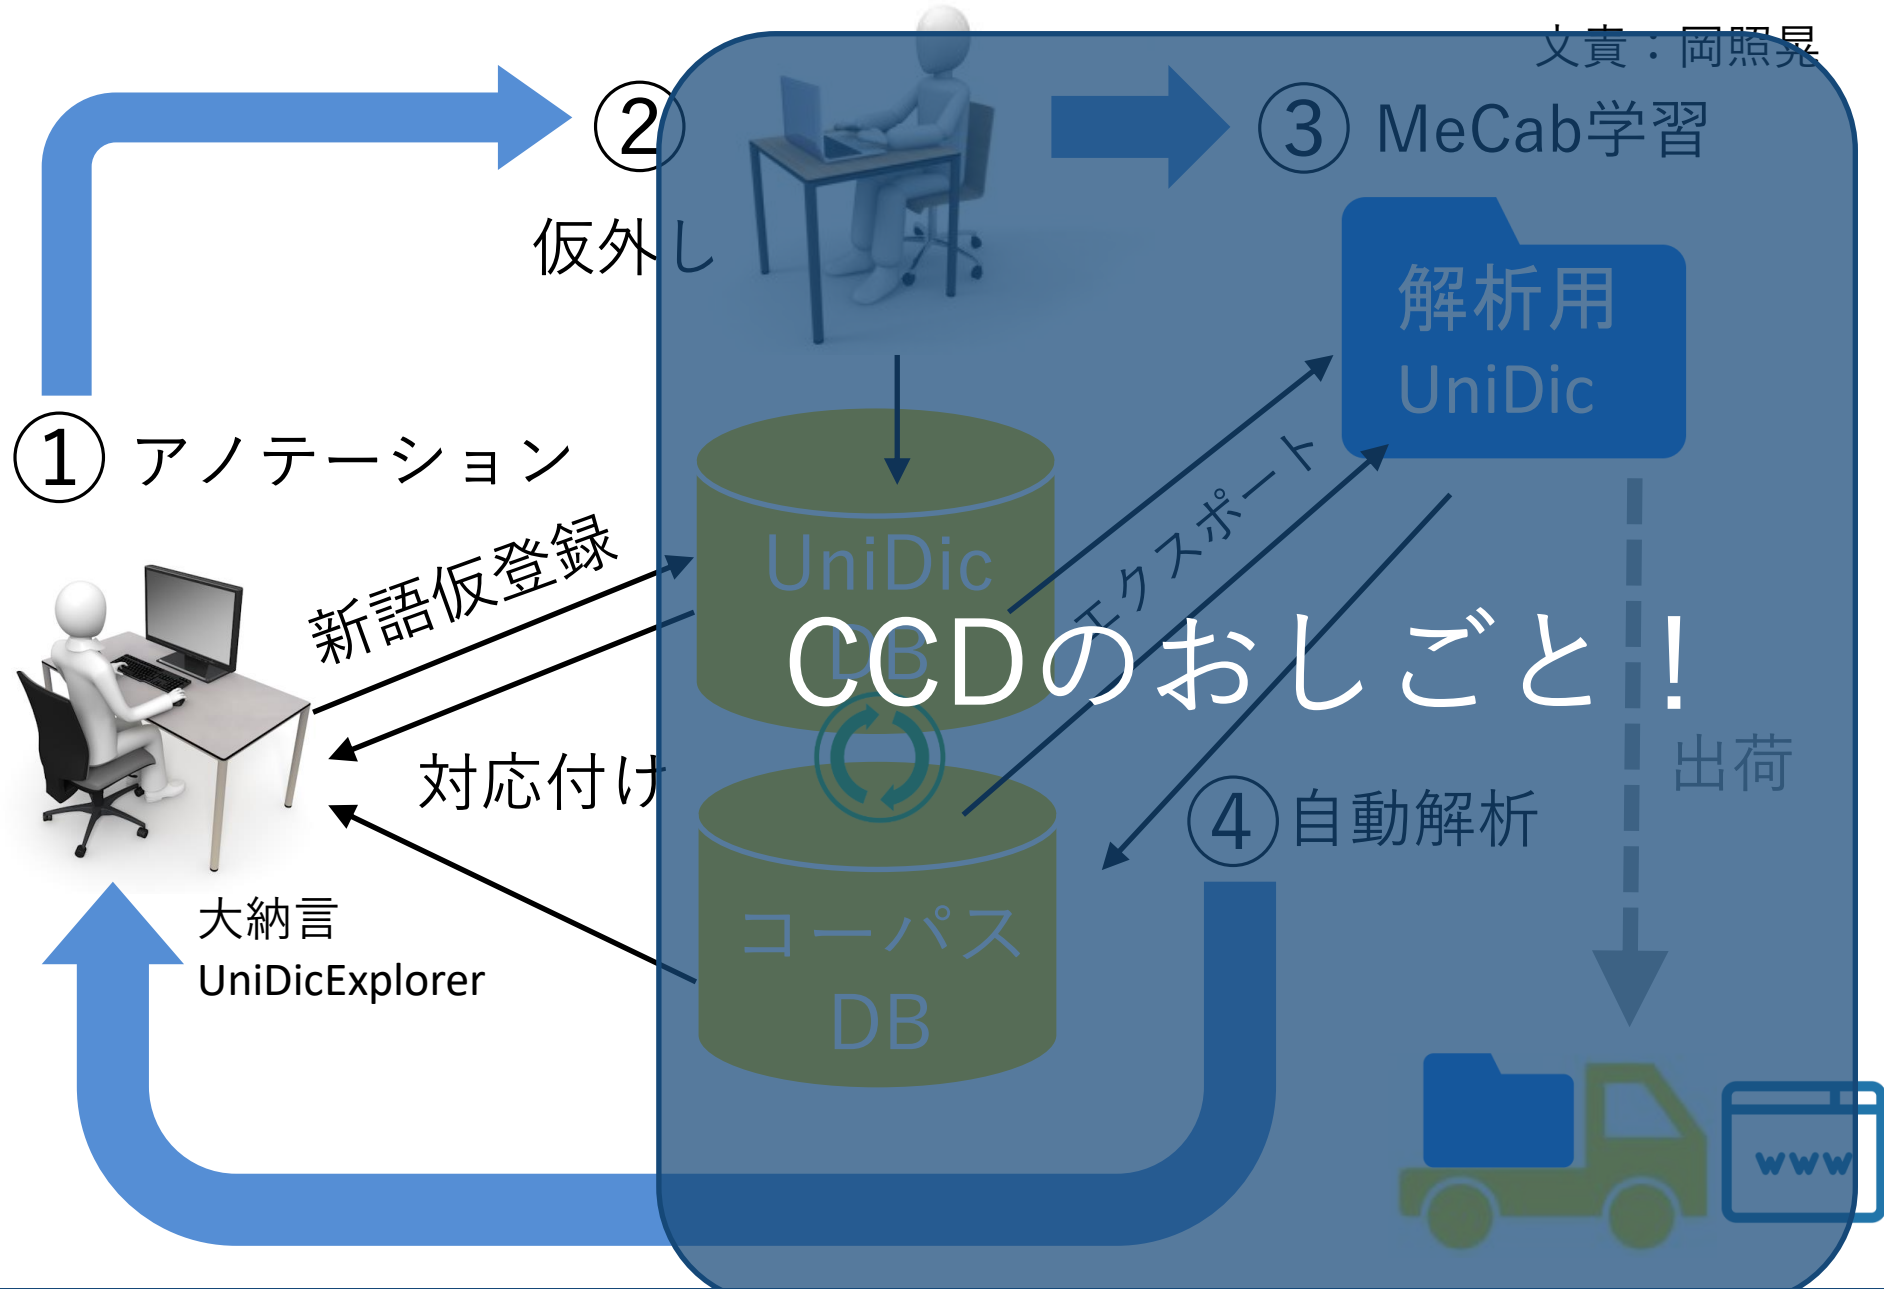 文責：岡照晃
②
③ MeCab学習
仮外し
解析用
UniDic
① アノテーション
エクスポート
新語仮登録
UniDic
DB
CCDのおしごと！
対応付け
出荷
④自動解析
大納言
UniDicExplorer
コーパス
DB
www